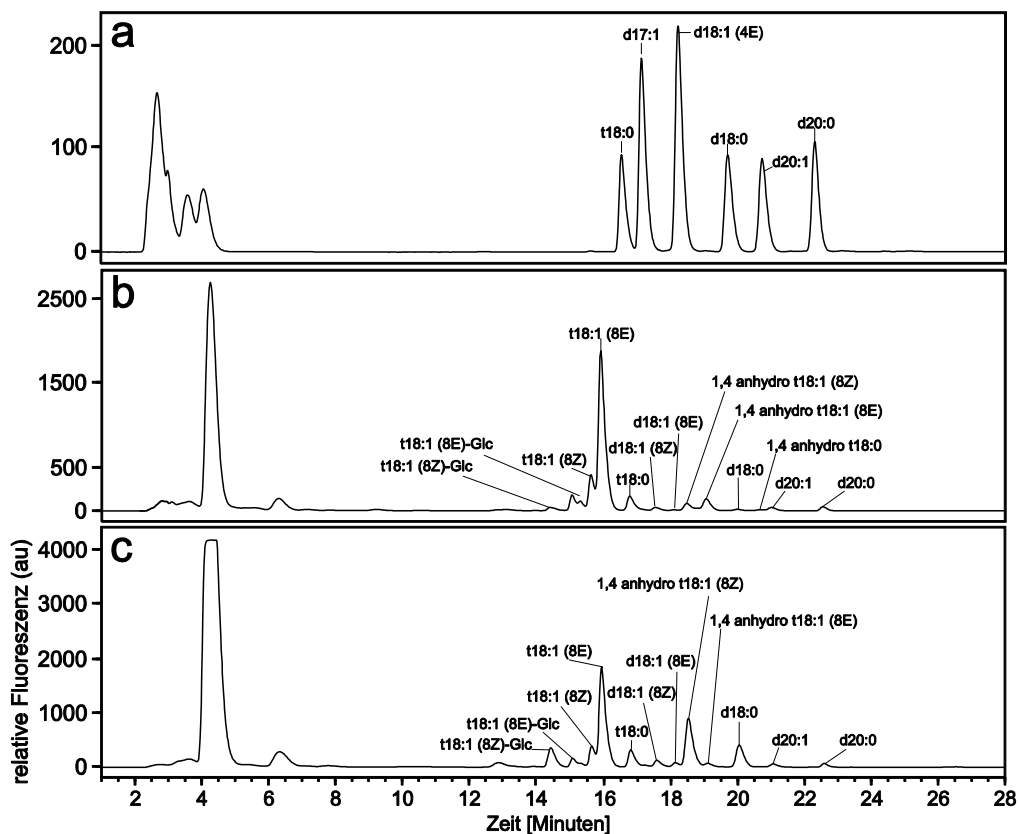 a
200
100
0
t18:0
d17:1
d18:1 (4E)
d18:0
d20:1
d20:0
b
2500
1500
500
0
t18:1 (8E)
1,4 anhydro t18:1 (8Z)
1,4 anhydro t18:1 (8E)
d18:1 (8E)
t18:1 (8E)-Glc
d18:1 (8Z)
1,4 anhydro t18:0
t18:1 (8Z)
t18:1 (8Z)-Glc
t18:0
d18:0
d20:1
d20:0
c
4000
3000
2000
1000
0
1,4 anhydro t18:1 (8Z)
1,4 anhydro t18:1 (8E)
t18:1 (8E)
d18:1 (8E)
t18:1 (8Z)
d18:1 (8Z)
t18:1 (8E)-Glc
t18:0
d18:0
t18:1 (8Z)-Glc
d20:1
d20:0
relative Fluoreszenz (au)
2 4 6 8 10 12 14 16 18 20 22 24 26 28
Zeit [Minuten]